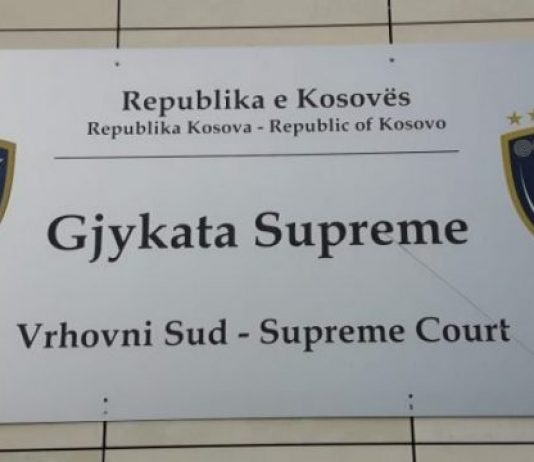 Republika e Kosovës
Republika Kosova - Republic of Kosovo
Gjykata Supreme
Vrhovni Sud - Supreme Court